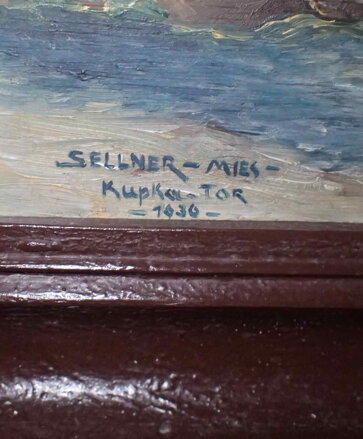 SELLNER - MIES -
Kupka-TOR
- 1930 -